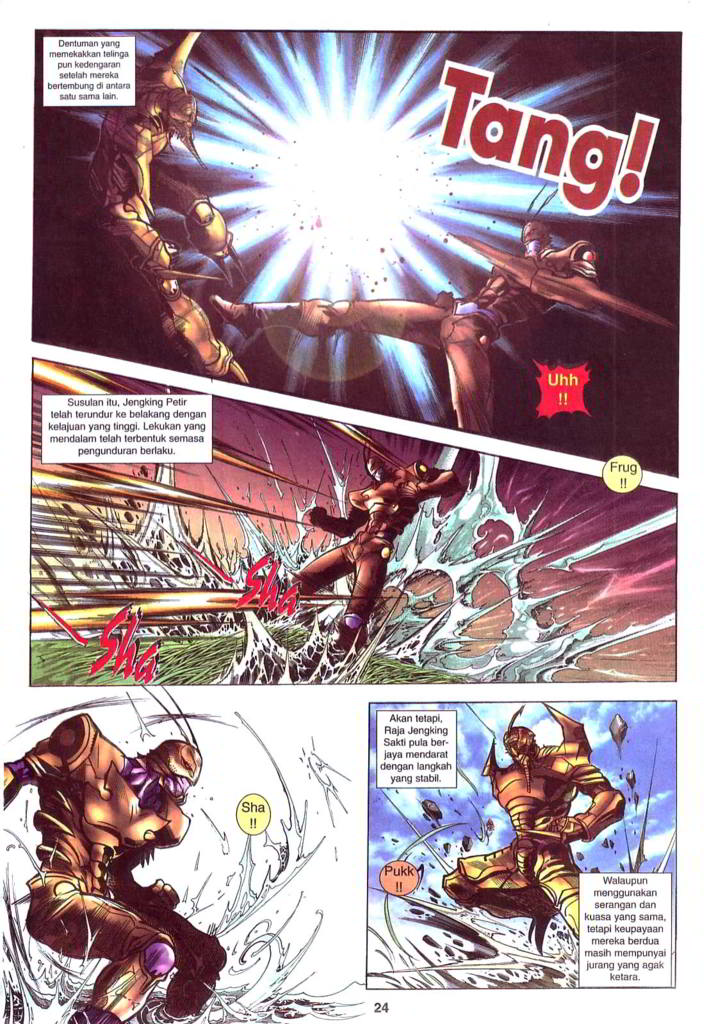 Dentuman yang
memekakkan telinga
pun kedengaran
setelah mereka
bertembung di antara
satu sama lain.
Tang!
Uhh
!!
Susulan itu, Jengking Petir
telah terundur ke belakang dengan
kelajuan yang tinggi. Lekukan yang
mendalam telah terbentuk semasa
pengunduran berlaku.
Frug
!!
Sha
Sha
Sha
!!
Akan tetapi,
Raja Jengking
Sakti pula ber-
jaya mendarat
dengan langkah
yang stabil.
Pukk
!!
Walaupun
menggunakan
serangan dan
kuasa yang sama,
tetapi keupayaan
mereka berdua
masih mempunyai
jurang yang agak
ketara.
24